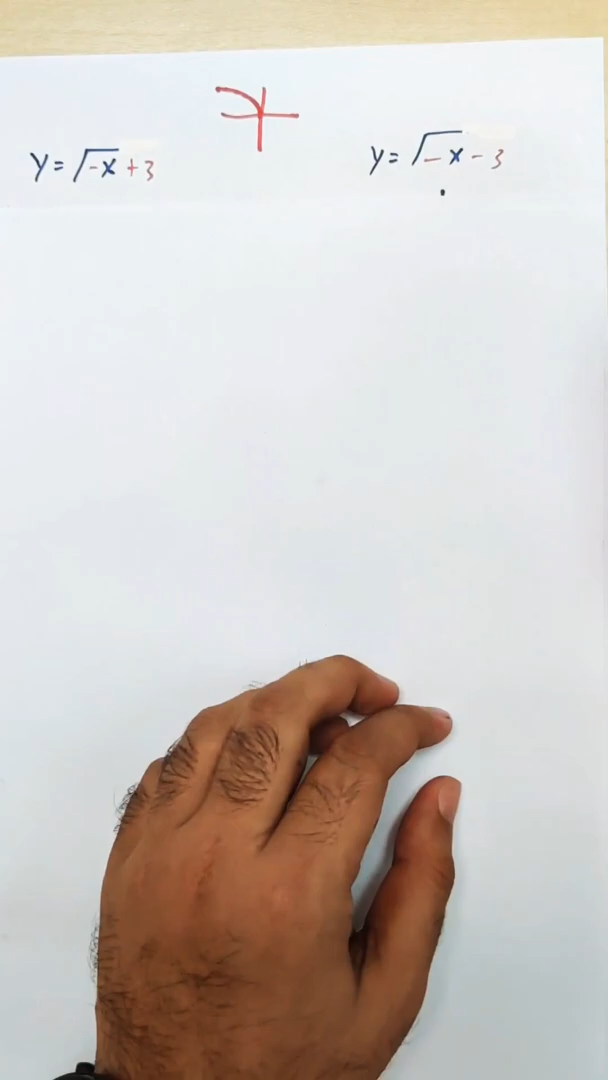 y = √-x + 3
y = √-x - 3